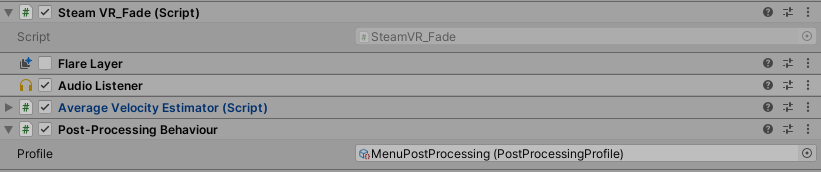 Steam VR_Fade (Script)
Script SteamVR_Fade
Flare Layer
Audio Listener
Average Velocity Estimator (Script)
Post-Processing Behaviour
Profile MenuPostProcessing (PostProcessingProfile)